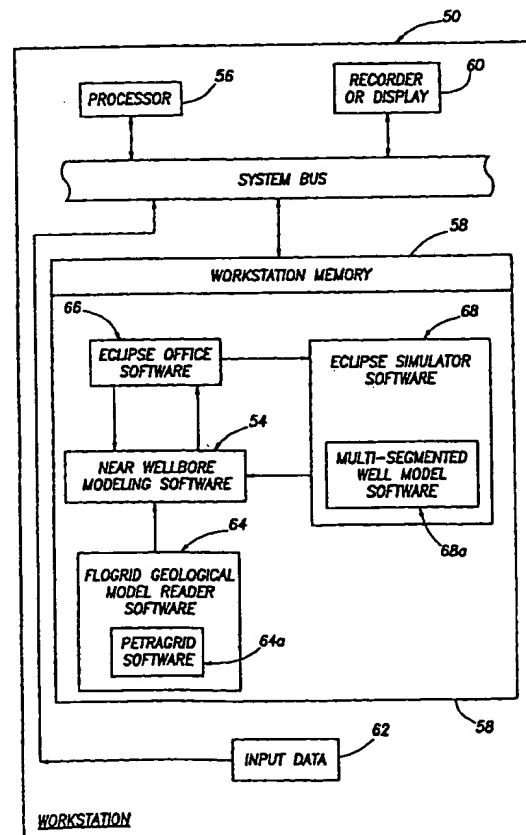 50
PROCESSOR
56
RECORDER
OR DISPLAY
60
SYSTEM BUS
58
WORKSTATION MEMORY
66
ECLIPSE OFFICE
SOFTWARE
68
ECLIPSE SIMULATOR
SOFTWARE
54
NEAR WELLBORE
MODELING SOFTWARE
MULTI-SEGMENTED
WELL MODEL
SOFTWARE
68a
64
FLOGRID GEOLOGICAL
MODEL READER
SOFTWARE
PETRAGRID
SOFTWARE
64a
58
INPUT DATA
62
WORKSTATION